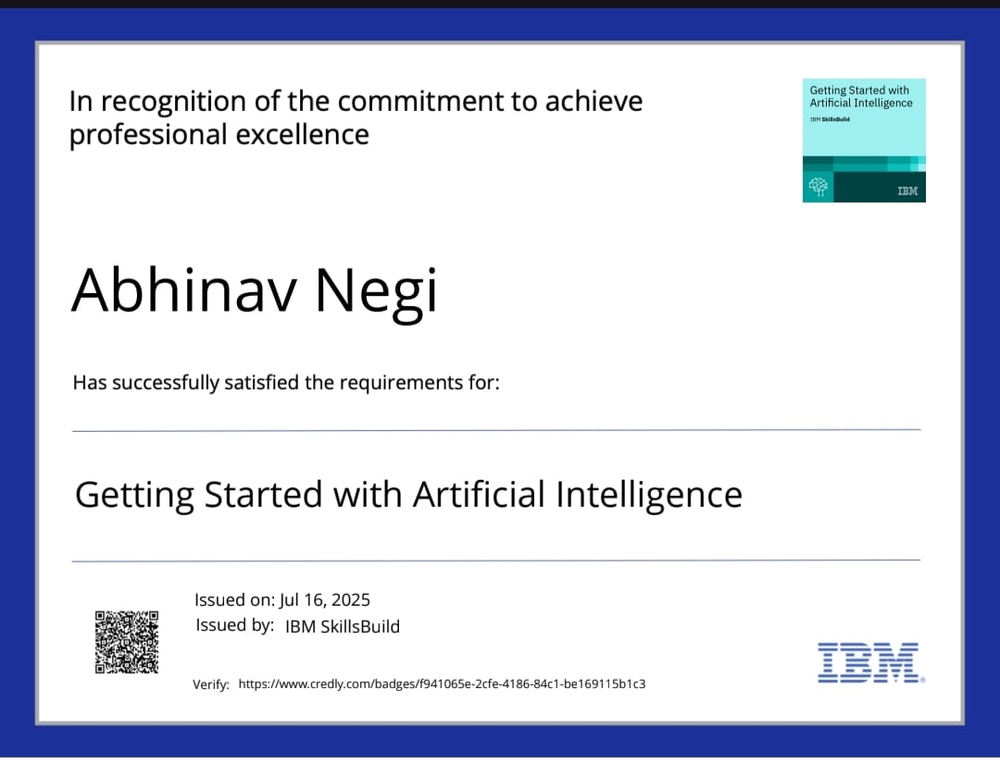 In recognition of the commitment to achieve
professional excellence
Getting Started with
Artificial Intelligence
IBM SkillsBuild
IBM
Abhinav Negi
Has successfully satisfied the requirements for:
Getting Started with Artificial Intelligence
Issued on: Jul 16, 2025
Issued by: IBM SkillsBuild
Verify: https://www.credly.com/badges/f941065e-2cfe-4186-84c1-be169115b1c3
IBM®